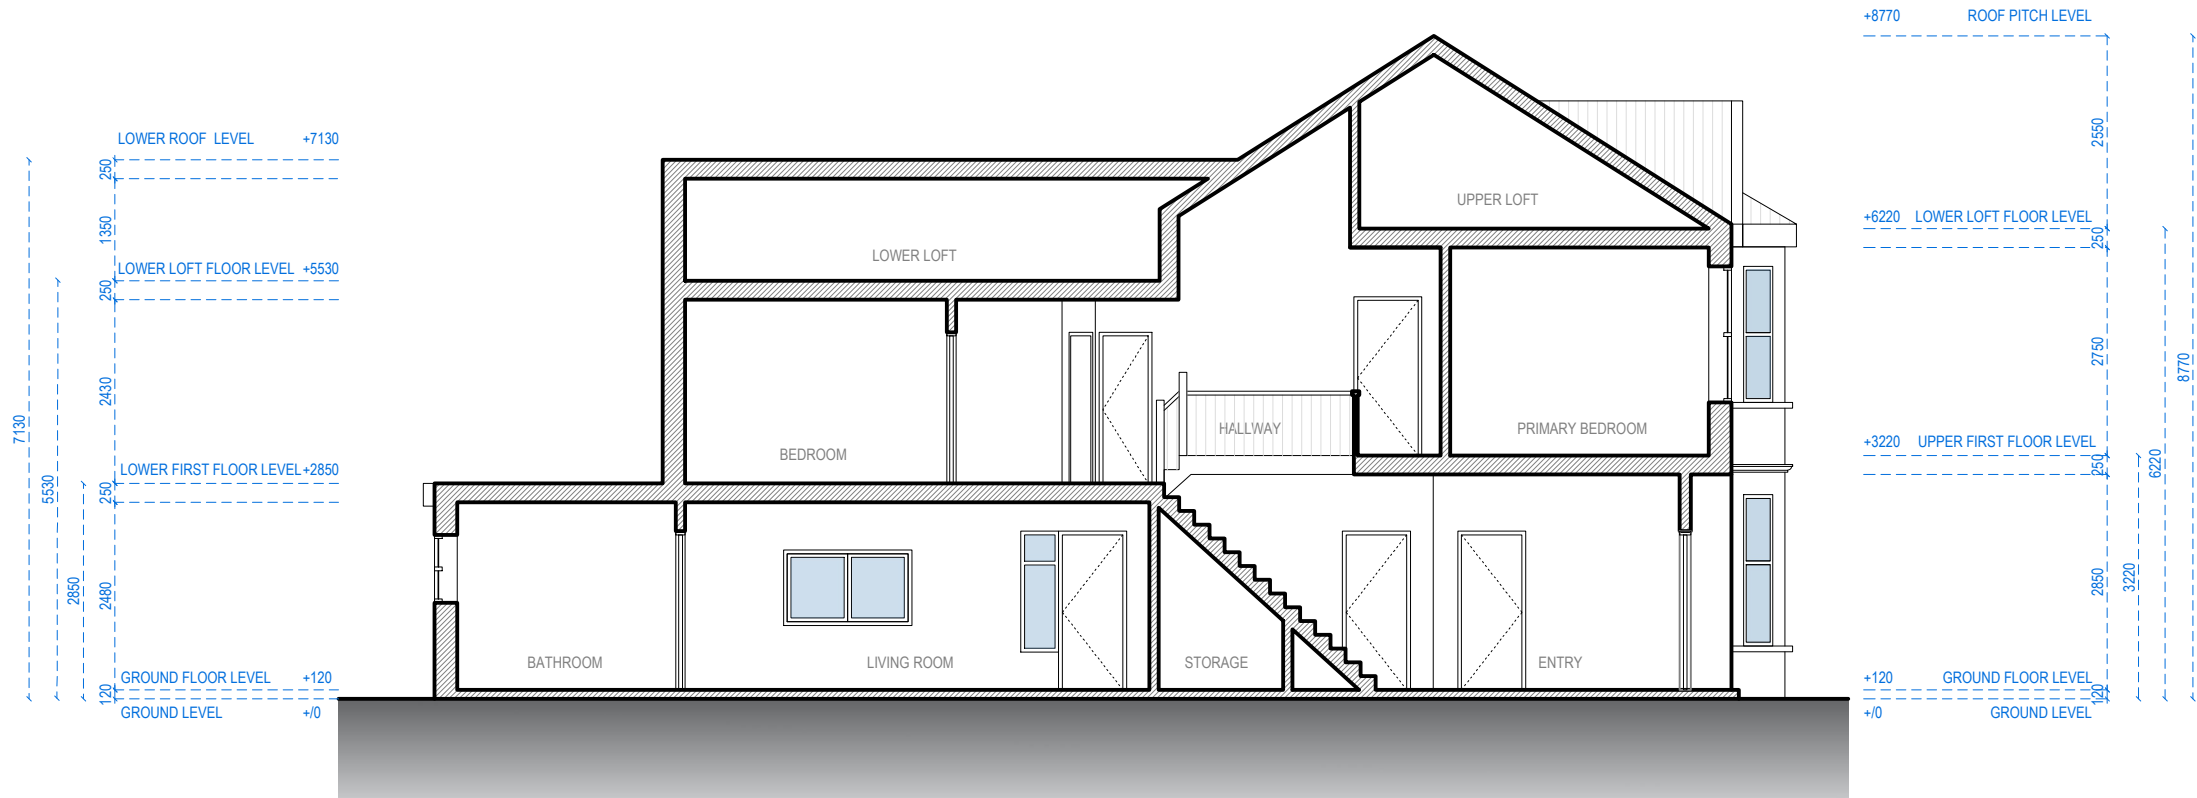 +8770 ROOF PITCH LEVEL
LOWER ROOF LEVEL +7130
250
2550
1350
UPPER LOFT
+6220 LOWER LOFT FLOOR LEVEL
250
LOWER LOFT
LOWER LOFT FLOOR LEVEL +5530
250
2750
8770
2430
7130
HALLWAY
PRIMARY BEDROOM
BEDROOM
+3220 UPPER FIRST FLOOR LEVEL
250
6220
LOWER FIRST FLOOR LEVEL +2850
250
5530
2850
2480
2850
3220
BATHROOM
LIVING ROOM
STORAGE
ENTRY
GROUND FLOOR LEVEL +120
+120 GROUND FLOOR LEVEL
120
120
GROUND LEVEL +/0
+/0 GROUND LEVEL